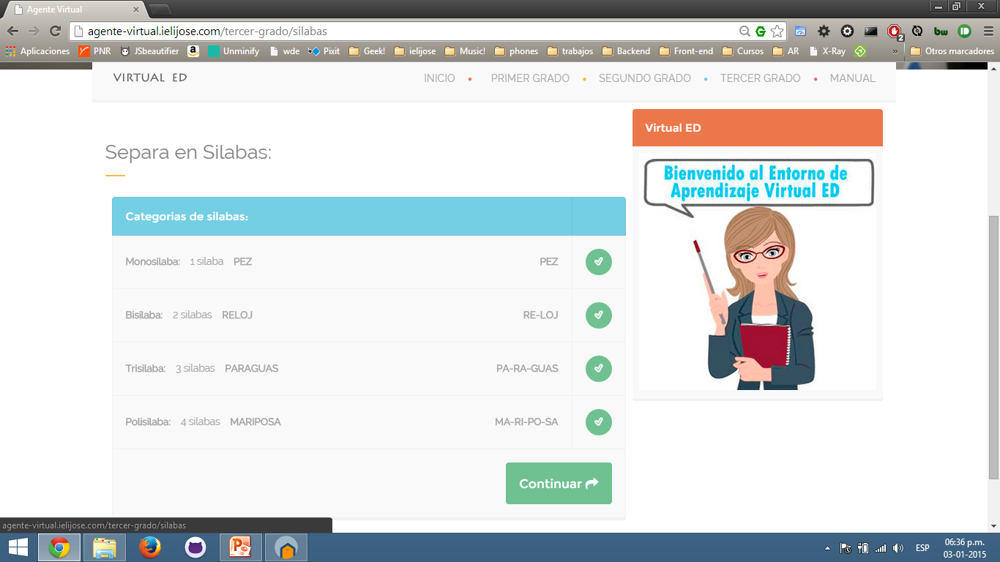 Agente Virtual
agente-virtual.ielijose.com/tercer-grado/silabas
2
Aplicaciones PNR JSbeautifier Unminify wde Pixit Geek! ielijose Music! phones trabajos Backend Front-end Cursos AR X-Ray » Otros marcadores
VIRTUAL ED
INICIO • PRIMER GRADO • SEGUNDO GRADO • TERCER GRADO • MANUAL
Separa en Silabas:
Categorias de silabas:
Monosilaba: 1 silaba PEZ PEZ
Bisilaba: 2 silabas RELOJ RE-LOJ
Trisilaba: 3 silabas PARAGUAS PA-RA-GUAS
Polisilaba: 4 silabas MARIPOSA MA-RI-PO-SA
Continuar
Virtual ED
Bienvenido al Entorno de
Aprendizaje Virtual ED
agente-virtual.ielijose.com/tercer-grado/silabas
ESP
06:36 p.m.
03-01-2015